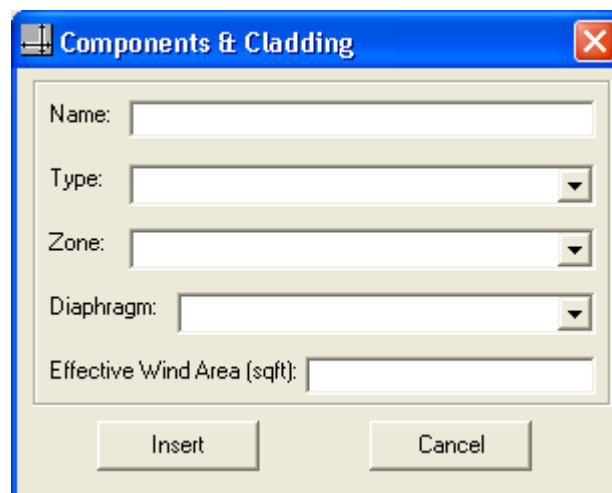 Components & Cladding
Name:
Type:
Zone:
Diaphragm:
Effective Wind Area (sqft):
Insert Cancel